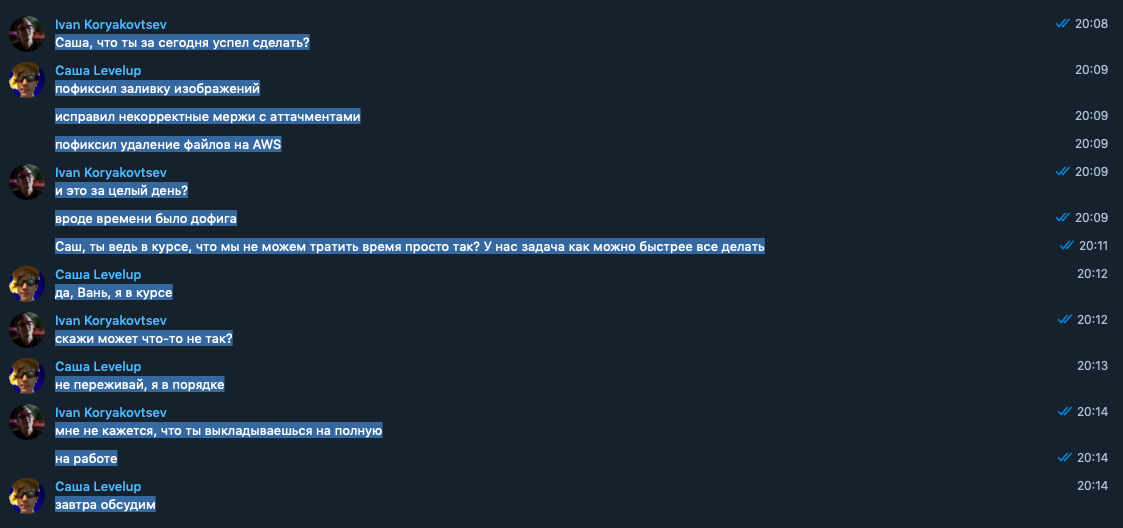 Ivan Koryakovtsev 20:08
Саша, что ты за сегодня успел сделать?
Саша Levelup 20:09
пофиксил заливку изображений
исправил некорректные мержи с аттачментами 20:09
пофиксил удаление файлов на AWS 20:09
Ivan Koryakovtsev 20:09
и это за целый день?
вроде времени было дофига 20:09
Саш, ты ведь в курсе, что мы не можем тратить время просто так? У нас задача как можно быстрее все делать 20:11
Саша Levelup 20:12
да, Вань, я в курсе
Ivan Koryakovtsev 20:12
скажи может что-то не так?
Саша Levelup 20:13
не переживай, я в порядке
Ivan Koryakovtsev 20:14
мне не кажется, что ты выкладываешься на полную
на работе 20:14
Саша Levelup 20:14
завтра обсудим